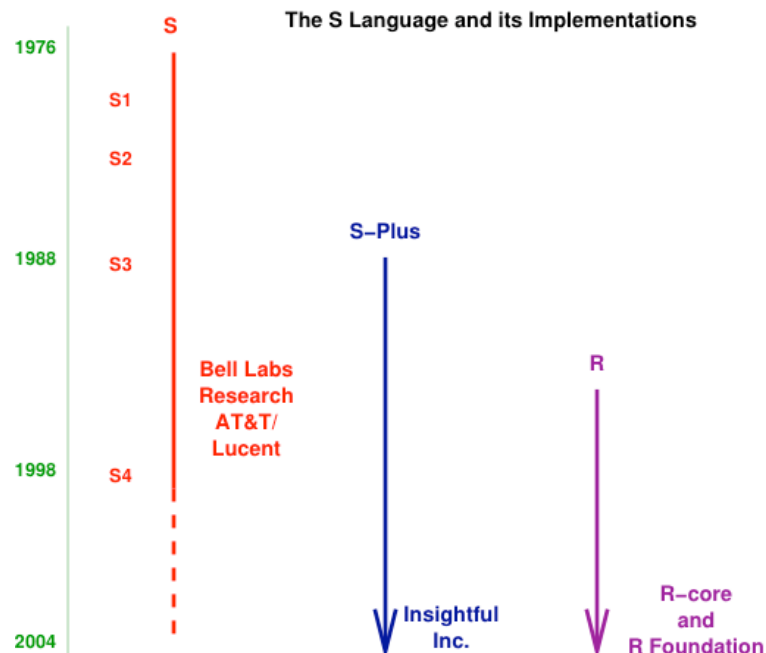 The S Language and its Implementations
S
1976
S1
S2
S−Plus
1988
S3
Bell Labs
Research
AT&T/
Lucent
R
1998
S4
Insightful
Inc.
R−core
and
R Foundation
2004